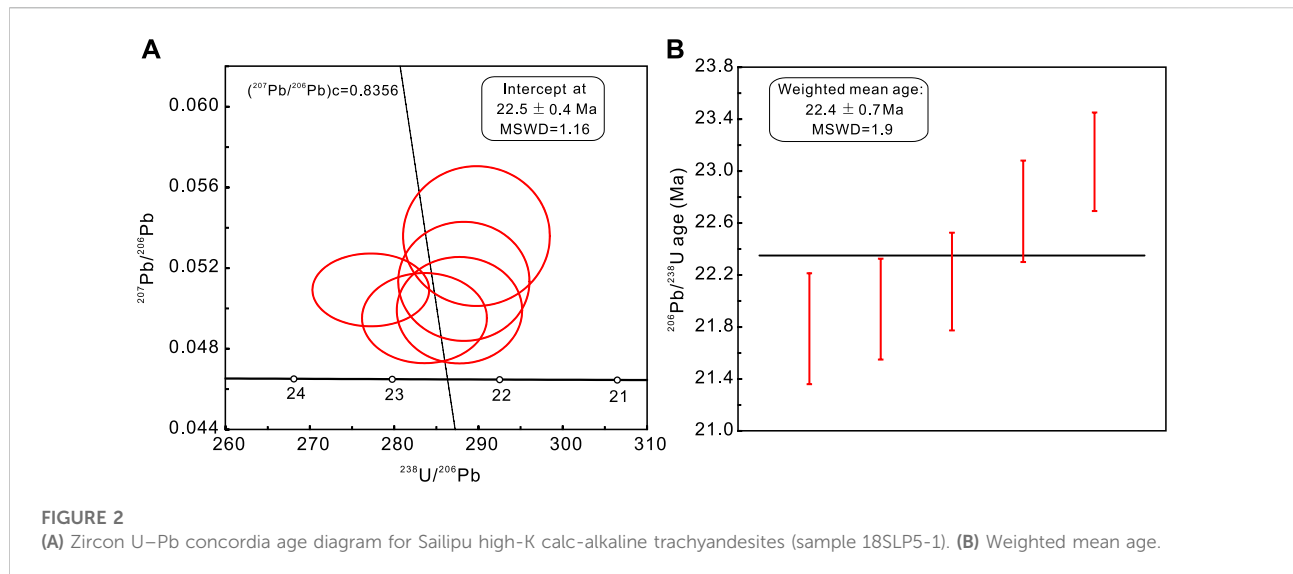 A
(²⁰⁷Pb/²⁰⁶Pb)c=0.8356
Intercept at
22.5 ± 0.4 Ma
MSWD=1.16
0.060
0.056
0.052
0.048
0.044
²⁰⁷Pb/²⁰⁶Pb
24
23
22
21
260
270
280
290
300
310
²³⁸U/²⁰⁶Pb
B
Weighted mean age:
22.4 ± 0.7Ma
MSWD=1.9
23.8
23.4
23.0
22.6
22.2
21.8
21.4
21.0
²⁰⁶Pb/²³⁸U age (Ma)
FIGURE 2
(A) Zircon U–Pb concordia age diagram for Sailipu high-K calc-alkaline trachyandesites (sample 18SLP5-1). (B) Weighted mean age.